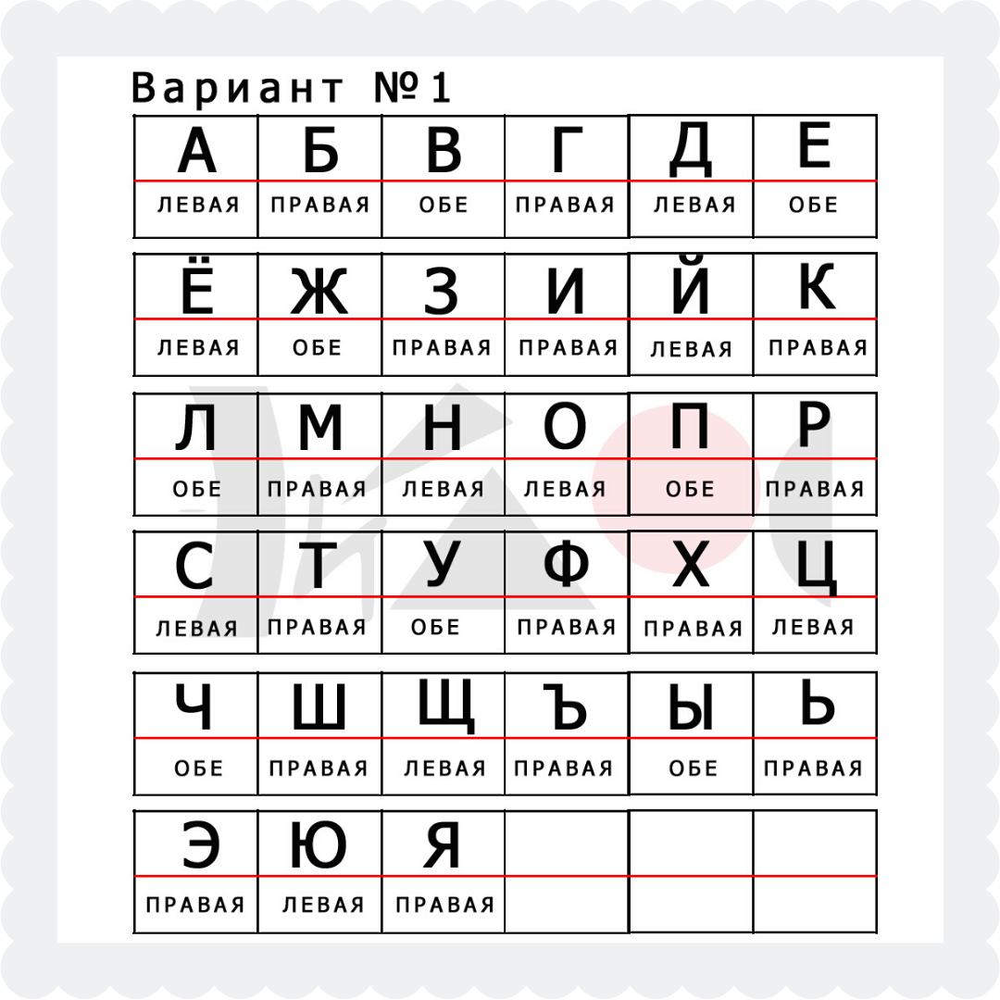 Вариант №1
А Б В Г Д Е
ЛЕВАЯ ПРАВАЯ ОБЕ ПРАВАЯ ЛЕВАЯ ОБЕ
Ё Ж З И Й К
ЛЕВАЯ ОБЕ ПРАВАЯ ПРАВАЯ ЛЕВАЯ ПРАВАЯ
Л М Н О П Р
ОБЕ ПРАВАЯ ЛЕВАЯ ЛЕВАЯ ОБЕ ПРАВАЯ
С Т У Ф Х Ц
ЛЕВАЯ ПРАВАЯ ОБЕ ПРАВАЯ ПРАВАЯ ЛЕВАЯ
Ч Ш Щ Ъ Ы Ь
ОБЕ ПРАВАЯ ЛЕВАЯ ПРАВАЯ ОБЕ ПРАВАЯ
Э Ю Я
ПРАВАЯ ЛЕВАЯ ПРАВАЯ